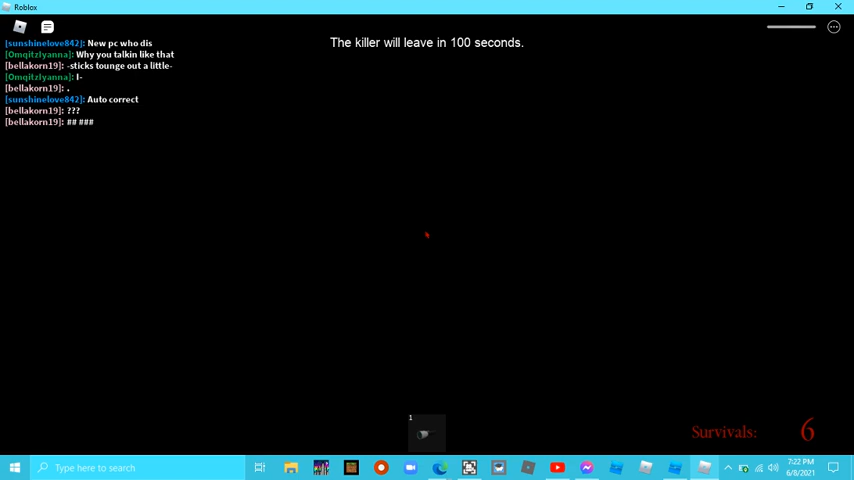 Roblox
[sunshinelove842]: New pc who dis
The killer will leave in 100 seconds.
[OmqitzIyanna]: Why you talkin like that
[bellakorn19]: -sticks tounge out a little-
[OmqitzIyanna]: I-
[bellakorn19]: .
[sunshinelove842]: Auto correct
[bellakorn19]: ???
[bellakorn19]: ## ###
1
Survivals: 6
Type here to search
7:22 PM
6/8/2021